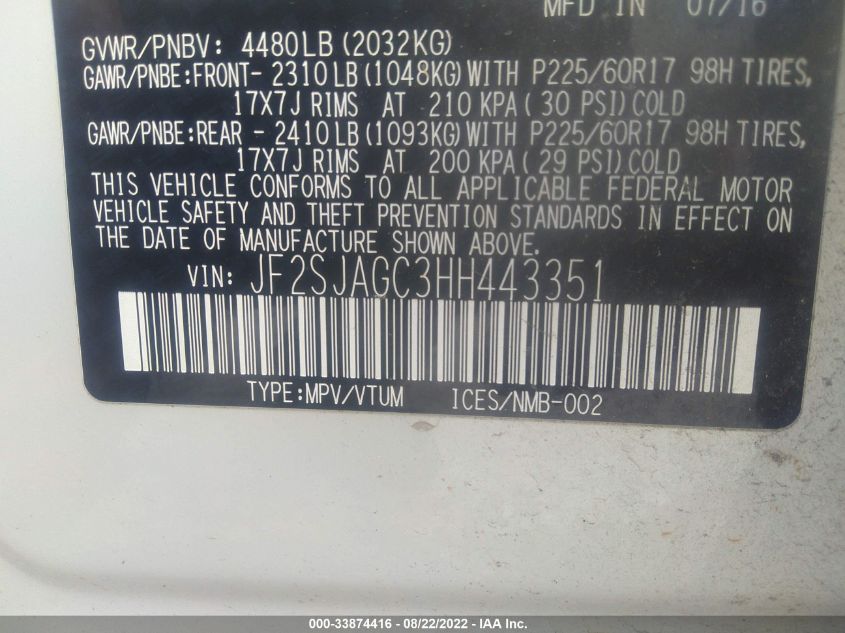 MFD IN 07/16
GVWR/PNBV: 4480LB (2032KG)
GAWR/PNBE:FRONT- 2310LB(1048KG)WITH P225/60R17 98H TIRES,
17X7J RIMS AT 210 KPA(30 PSI)COLD
GAWR/PNBE:REAR - 2410LB(1093KG)WITH P225/60R17 98H TIRES,
17X7J RIMS AT 200 KPA(29 PSI)COLD
THIS VEHICLE CONFORMS TO ALL APPLICABLE FEDERAL MOTOR
VEHICLE SAFETY AND THEFT PREVENTION STANDARDS IN EFFECT ON
THE DATE OF MANUFACTURE SHOWN ABOVE.
VIN: JF2SJAGC3HH443351
TYPE:MPV/VTUM ICES/NMB-002
000-33874416 - 08/22/2022 - IAA Inc.